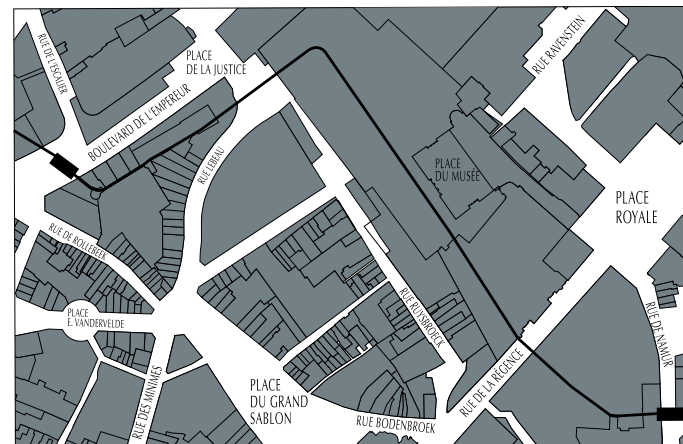 RUE DE L'ESCALIER
PLACE
DE LA JUSTICE
RUE RAVENSTEIN
BOULEVARD DE L'EMPEREUR
RUE LEBEAU
PLACE
DU MUSÉE
PLACE
ROYALE
RUE DE ROLLEBEEK
PLACE
E. VANDERVELDE
RUE RUYSBROECK
RUE DE NAMUR
RUE DES MINIMES
PLACE
DU GRAND
SABLON
RUE DE LA RÉGENCE
RUE BODENBROEK